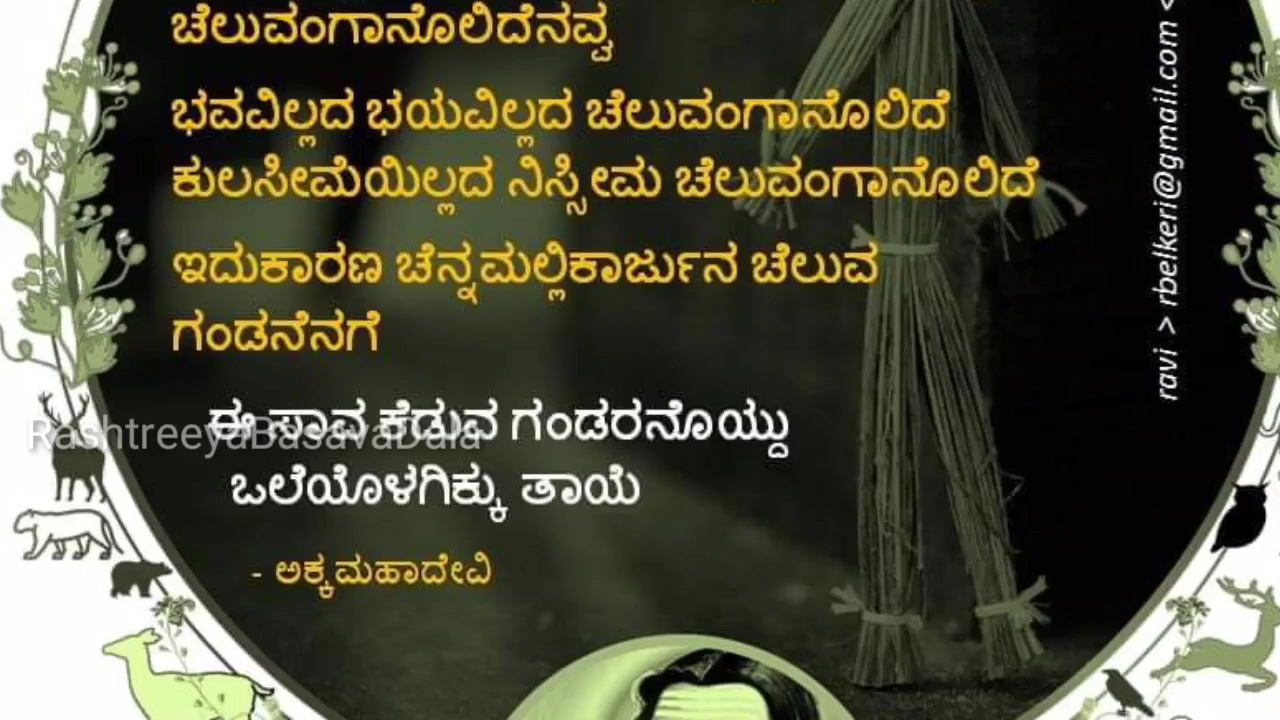 ಚೆಲುವಂಗಾನೊಲಿದೆನವ್ವ
ಭವವಿಲ್ಲದ ಭಯವಿಲ್ಲದ ಚೆಲುವಂಗಾನೊಲಿದೆ
ಕುಲಸೀಮೆಯಿಲ್ಲದ ನಿಸ್ಸೀಮ ಚೆಲುವಂಗಾನೊಲಿದೆ
ಇದುಕಾರಣ ಚೆನ್ನಮಲ್ಲಿಕಾರ್ಜುನ ಚೆಲುವ
ಗಂಡನೆನಗೆ
ಈ ಸಾವ ಕೆಡುವ ಗಂಡರನೊಯ್ದು
ಒಲೆಯೊಳಗಿಕ್ಕು ತಾಯೆ
- ಅಕ್ಕಮಹಾದೇವಿ
RashtreeyaBasavaDala
ravi > rbelkeri@gmail.com <